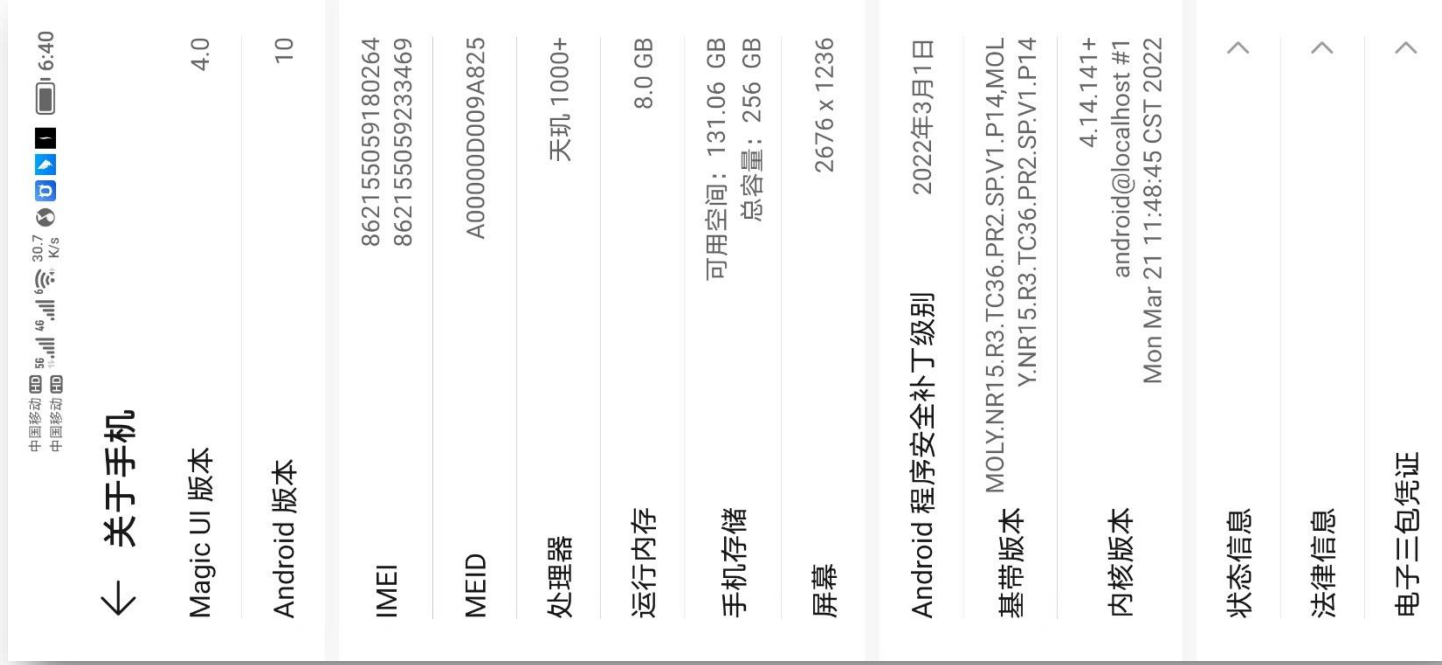 中国移动 HD 5G 4G 6 30.7 6:40
中国移动 HD K/s
关于手机
Magic UI 版本 4.0
Android 版本 10
IMEI 862155059180264
862155059233469
MEID A00000D009A825
处理器 天玑 1000+
运行内存 8.0 GB
手机存储 可用空间：131.06 GB
总容量：256 GB
屏幕 2676 x 1236
Android 程序安全补丁级别 2022年3月1日
基带版本 MOLY.NR15.R3.TC36.PR2.SP.V1.P14,MOL
Y.NR15.R3.TC36.PR2.SP.V1.P14
内核版本 4.14.141+
android@localhost #1
Mon Mar 21 11:48:45 CST 2022
状态信息
法律信息
电子三包凭证